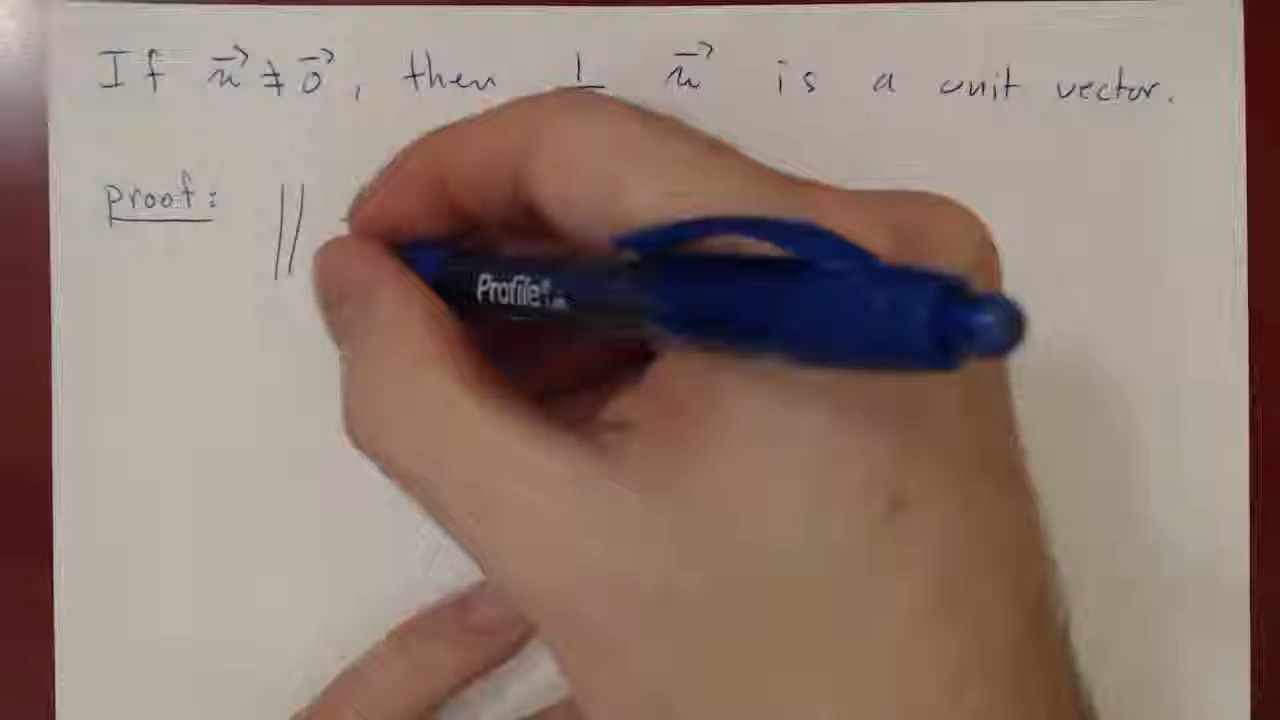 If u⃗ ≠ 0⃗, then 1 u⃗ is a unit vector.
proof: ||
Profile®